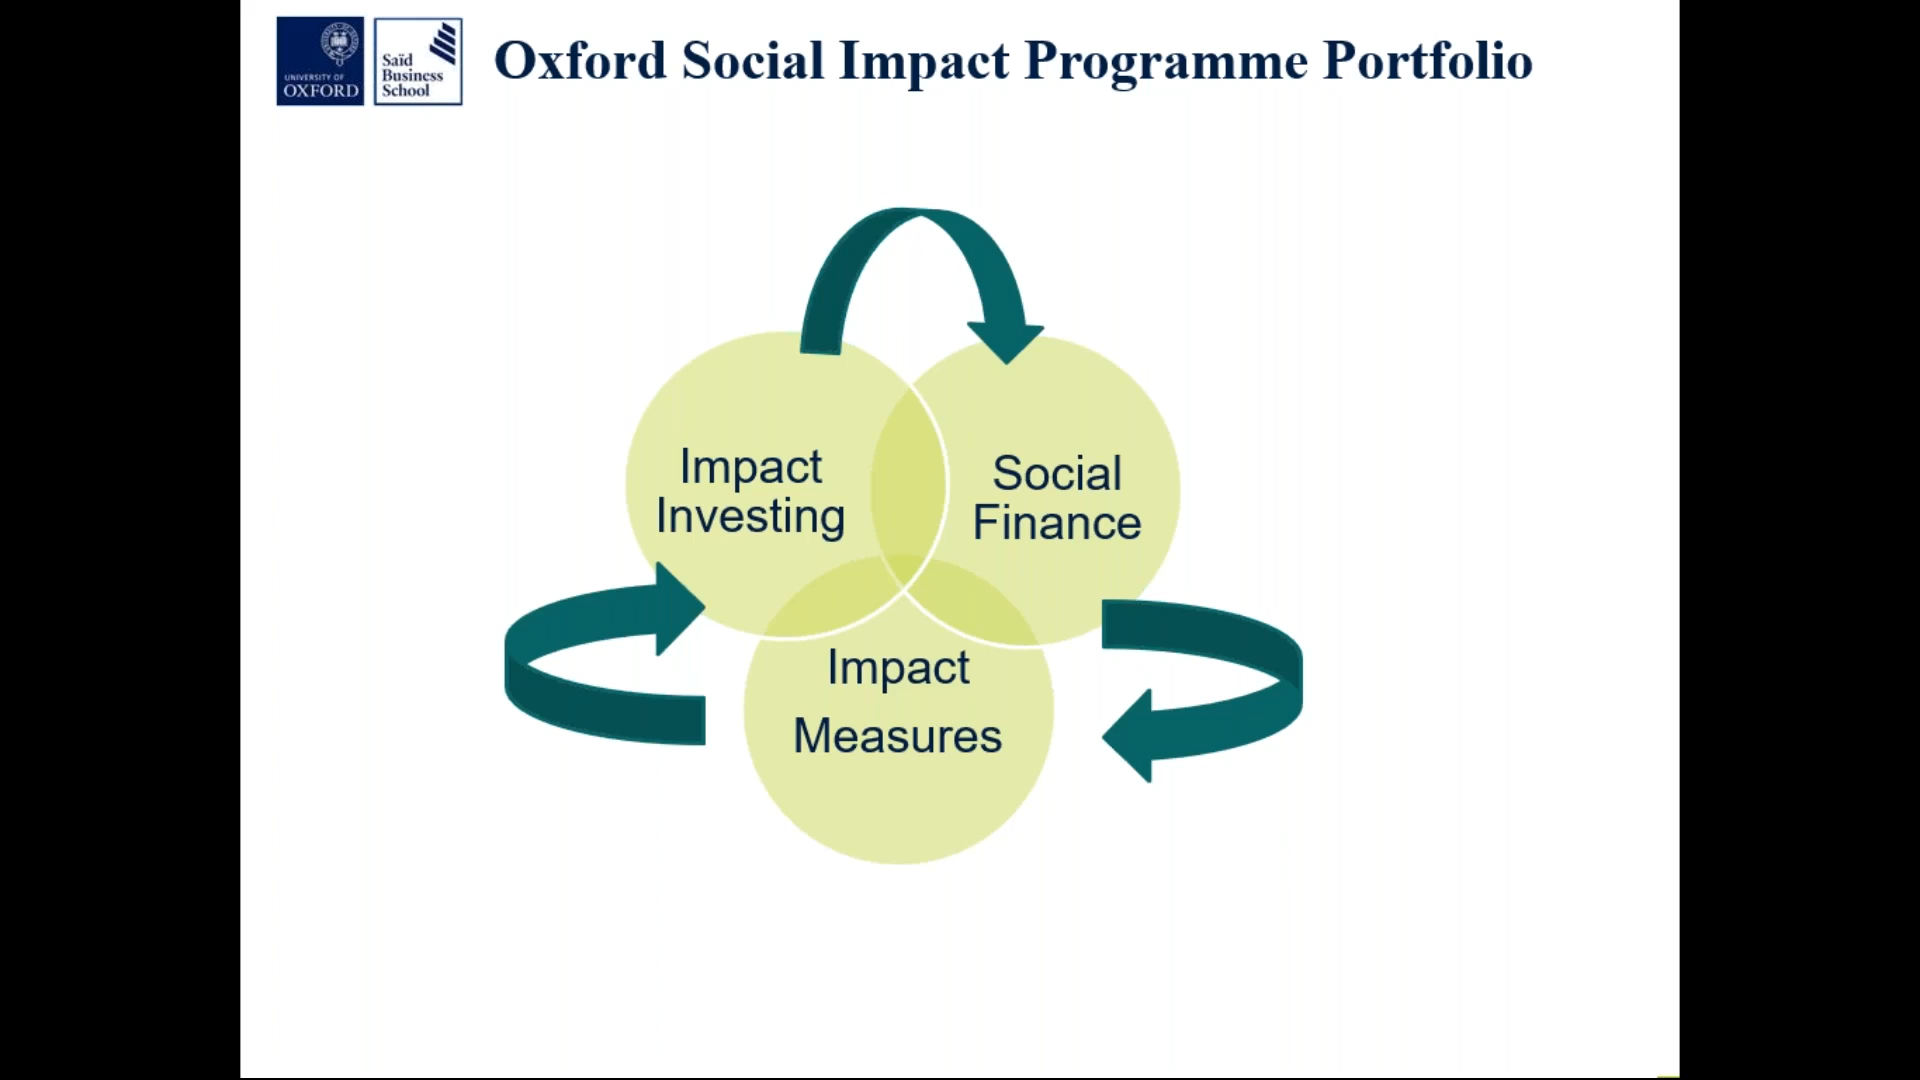 UNIVERSITY OF
OXFORD
Saïd
Business
School
Oxford Social Impact Programme Portfolio
Impact
Investing
Social
Finance
Impact
Measures